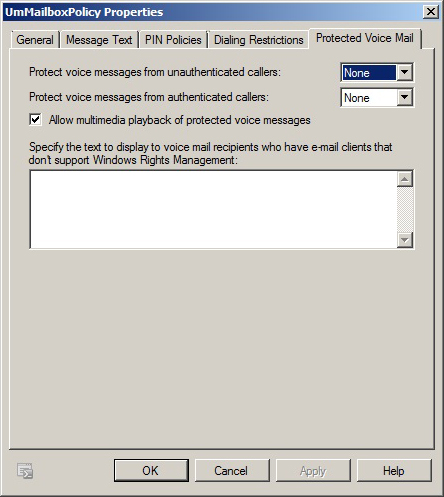 UmMailboxPolicy Properties
General
Message Text
PIN Policies
Dialing Restrictions
Protected Voice Mail
Protect voice messages from unauthenticated callers:
None
Protect voice messages from authenticated callers:
None
Allow multimedia playback of protected voice messages
Specify the text to display to voice mail recipients who have e-mail clients that
don't support Windows Rights Management:
OK
Cancel
Apply
Help